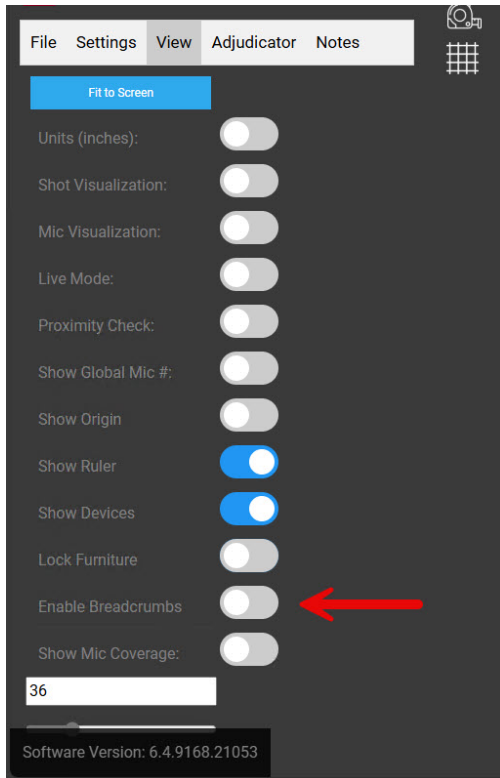 File Settings View Adjudicator Notes
Fit to Screen
Units (inches):
Shot Visualization:
Mic Visualization:
Live Mode:
Proximity Check:
Show Global Mic #:
Show Origin
Show Ruler
Show Devices
Lock Furniture
Enable Breadcrumbs
Show Mic Coverage:
36
Software Version: 6.4.9168.21053